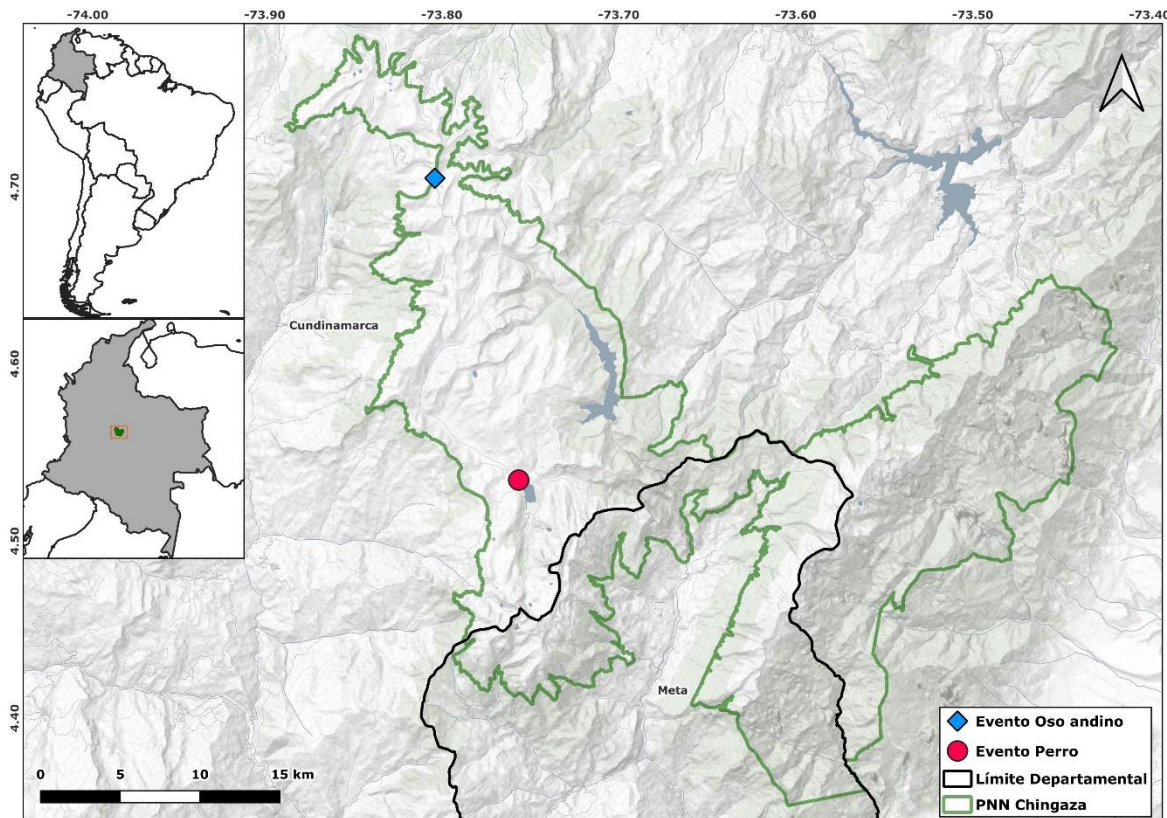 -74.00
-73.90
-73.80
-73.70
-73.60
-73.50
-73.40
4.70
4.60
4.50
4.40
Cundinamarca
Meta
0 5 10 15 km
Evento Oso andino
Evento Perro
Límite Departamental
PNN Chingaza